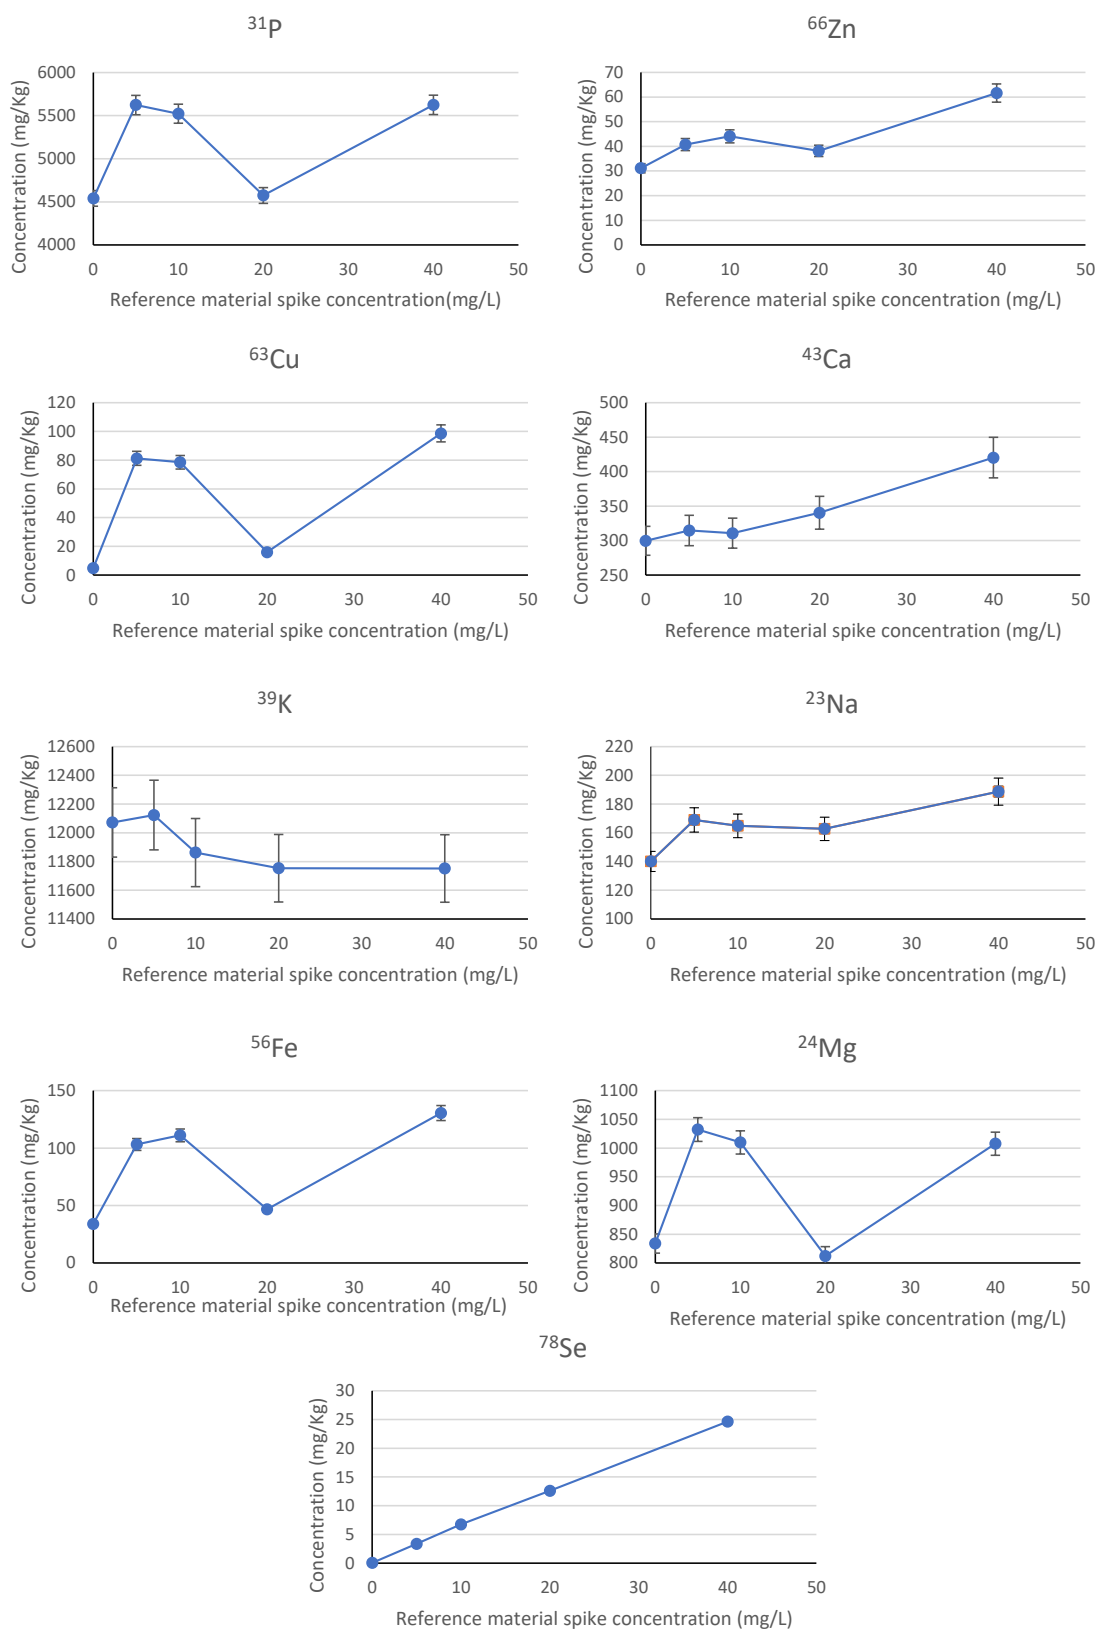 ³¹P
Concentration (mg/Kg)
6000
5500
5000
4500
4000
0 10 20 30 40 50
Reference material spike concentration(mg/L)
⁶⁶Zn
Concentration (mg/Kg)
70
60
50
40
30
20
10
0
0 10 20 30 40 50
Reference material spike concentration (mg/L)
⁶³Cu
Concentration (mg/Kg)
120
100
80
60
40
20
0
0 10 20 30 40 50
Reference material spike concentration (mg/L)
⁴³Ca
Concentration (mg/Kg)
500
450
400
350
300
250
0 10 20 30 40 50
Reference material spike concentration (mg/L)
³⁹K
Concentration (mg/Kg)
12600
12400
12200
12000
11800
11600
11400
0 10 20 30 40 50
Reference material spike concentration (mg/L)
²³Na
Concentration (mg/Kg)
220
200
180
160
140
120
100
0 10 20 30 40 50
Reference material spike concentration (mg/L)
⁵⁶Fe
Concentration (mg/Kg)
150
100
50
0
0 10 20 30 40 50
Reference material spike concentration (mg/L)
²⁴Mg
Concentration (mg/Kg)
1100
1050
1000
950
900
850
800
0 10 20 30 40 50
Reference material spike concentration (mg/L)
⁷⁸Se
Concentration (mg/Kg)
30
25
20
15
10
5
0
0 10 20 30 40 50
Reference material spike concentration (mg/L)